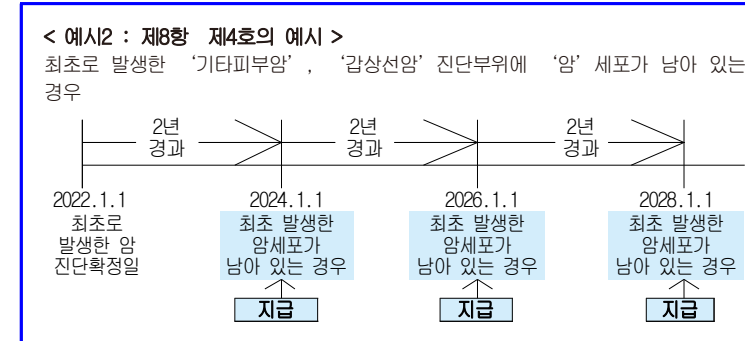 < 예시2 : 제8항 제4호의 예시 >
최초로 발생한 ‘기타피부암’, ‘갑상선암’ 진단부위에 ‘암’ 세포가 남아 있는
경우
2년 2년 2년
경과 경과 경과
2022.1.1 2024.1.1 2026.1.1 2028.1.1
최초로 최초 발생한 최초 발생한 최초 발생한
발생한 암 암세포가 암세포가 암세포가
진단확정일 남아 있는 경우 남아 있는 경우 남아 있는 경우
지급 지급 지급